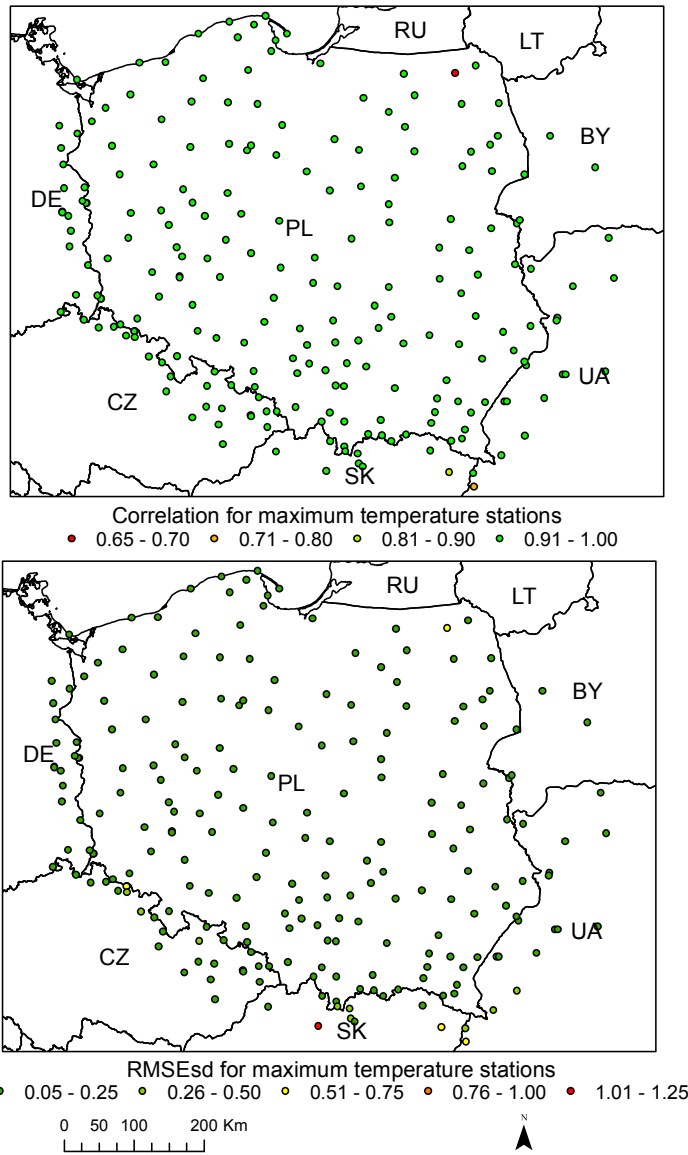 RU
LT
BY
DE
PL
UA
CZ
SK
Correlation for maximum temperature stations
0.65 - 0.70 0.71 - 0.80 0.81 - 0.90 0.91 - 1.00
RU
LT
BY
DE
PL
UA
CZ
SK
RMSEsd for maximum temperature stations
0.05 - 0.25 0.26 - 0.50 0.51 - 0.75 0.76 - 1.00 1.01 - 1.25
0 50 100 200 Km
N